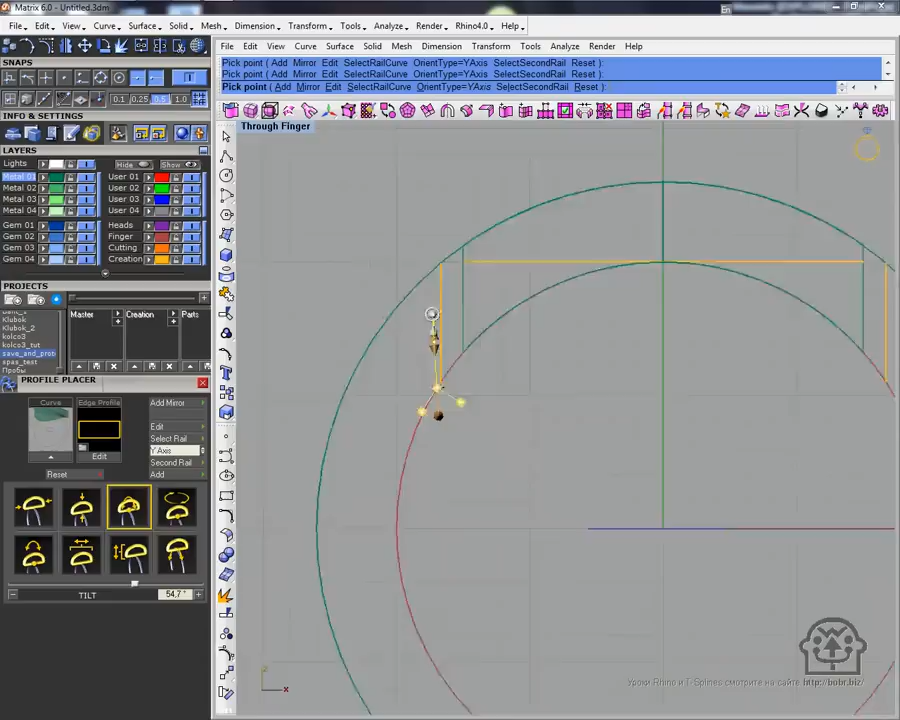 Matrix 6.0 - Untitled.3dm
En
File Edit View Curve Surface Solid Mesh Dimension Transform Tools Analyze Render Rhino4.0 Help
SNAPS
0.1 0.25 0.5 1.0
INFO & SETTINGS
LAYERS
Lights Hide Show
Metal 01 User 01
Metal 02 User 02
Metal 03 User 03
Metal 04 User 04
Gem 01 Heads
Gem 02 Finger
Gem 03 Cutting
Gem 04 Creation
PROJECTS
Klubok
Klubok_2
kolco3
kolco3_tut
save_and_prot
spas_test
Пробы
Master Creation Parts
PROFILE PLACER
Curve Edge Profile
Edit
Add Mirror
Edit
Select Rail
Y Axis
Second Rail
Add
Reset
TILT 54,7°
File Edit View Curve Surface Solid Mesh Dimension Transform Tools Analyze Render Help
Pick point ( Add Mirror Edit SelectRailCurve OrientType=YAxis SelectSecondRail Reset ):
Pick point ( Add Mirror Edit SelectRailCurve OrientType=YAxis SelectSecondRail Reset ):
Pick point ( Add Mirror Edit SelectRailCurve OrientType=YAxis SelectSecondRail Reset ):
Through Finger
x
Уроки Rhino и T-Splines смотрите на сайте http://bobr.biz/